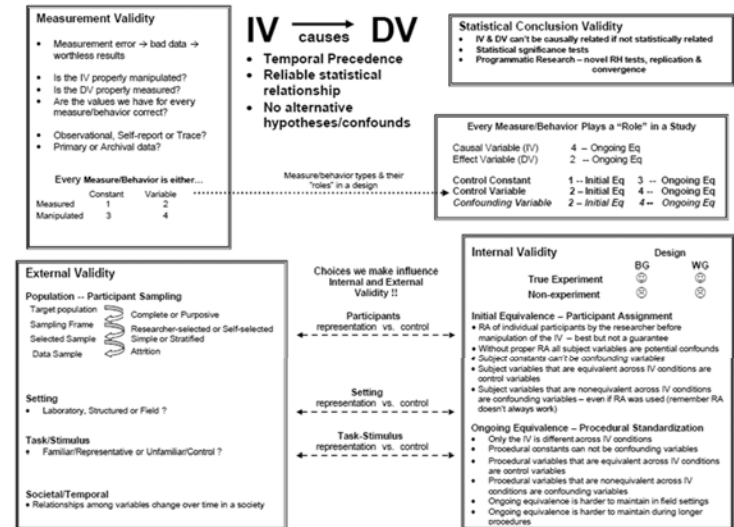 Measurement Validity
• Measurement error → bad data →
worthless results
• Is the IV properly manipulated?
• Is the DV properly measured?
• Are the values we have for every
measure/behavior correct?
• Observational, Self-report or Trace?
• Primary or Archival data?
Every Measure/Behavior is either…
Constant Variable
Measured 1 2
Manipulated 3 4
IV causes DV
• Temporal Precedence
• Reliable statistical
relationship
• No alternative
hypotheses/confounds
Statistical Conclusion Validity
• IV & DV can't be causally related if not statistically related
• Statistical sgnificance tests
• Programmatic Research – novel RH tests, replication &
convergence
Measure/behavior types & their
"roles" in a design
Every Measure/Behavior Plays a "Role" in a Study
Causal Variable (IV) 4 – Ongoing Eq
Effect Variable (DV) 2 -- Ongoing Eq
Control Constant 1 -- Initial Eq 3 -- Ongoing Eq
Control Variable 2 – Initial Eq 4 -- Ongoing Eq
Confounding Variable 2 – Initial Eq 4 -- Ongoing Eq
External Validity
Population -- Participant Sampling
Target population
Complete or Purposive
Sampling Frame
Researcher-selected or Self-selected
Selected Sample
Simple or Stratified
Data Sample
Attrition
Setting
• Laboratory, Structured or Field ?
Task/Stimulus
• Familiar/Representative or Unfamiliar/Control ?
Societal/Temporal
• Relationships among variables change over time in a society
Choices we make influence
Internal and External
Validity !!
Participants
representation vs. control
Setting
representation vs. control
Task-Stimulus
representation vs. control
Internal Validity
Design
BG WG
True Experiment ☺ ☺
Non-experiment ☹ ☹
Initial Equivalence – Participant Assignment
• RA of individual participants by the researcher before
manipulation of the IV – best but not a guarantee
• Without proper RA all subject variables are potential confounds
• Subject constants can't be confounding variables
• Subject variables that are equivalent across IV conditions are
control variables
• Subject variables that are nonequivalent across IV conditions
are confounding variables – even if RA was used (remember RA
doesn't always work)
Ongoing Equivalence – Procedural Standardization
• Only the IV is different across IV conditions
• Procedural constants can not be confounding variables
• Procedural variables that are equivalent across IV conditions
are control variables
• Procedural variables that are nonequivalent across IV
conditions are confounding variables
• Ongoing equivalence is harder to maintain in field settings
• Ongoing equivalence is harder to maintain during longer
procedures